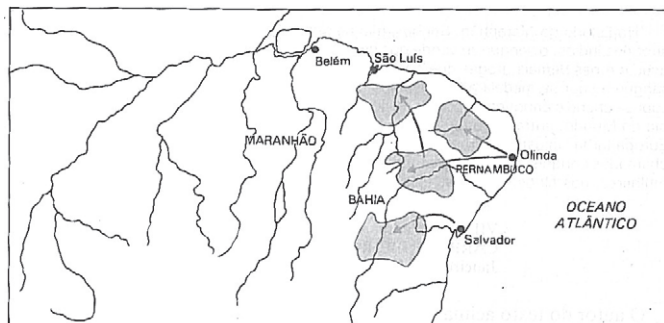 Belém
São Luís
MARANHÃO
Olinda
PERNAMBUCO
BAHIA
OCEANO
ATLÂNTICO
Salvador